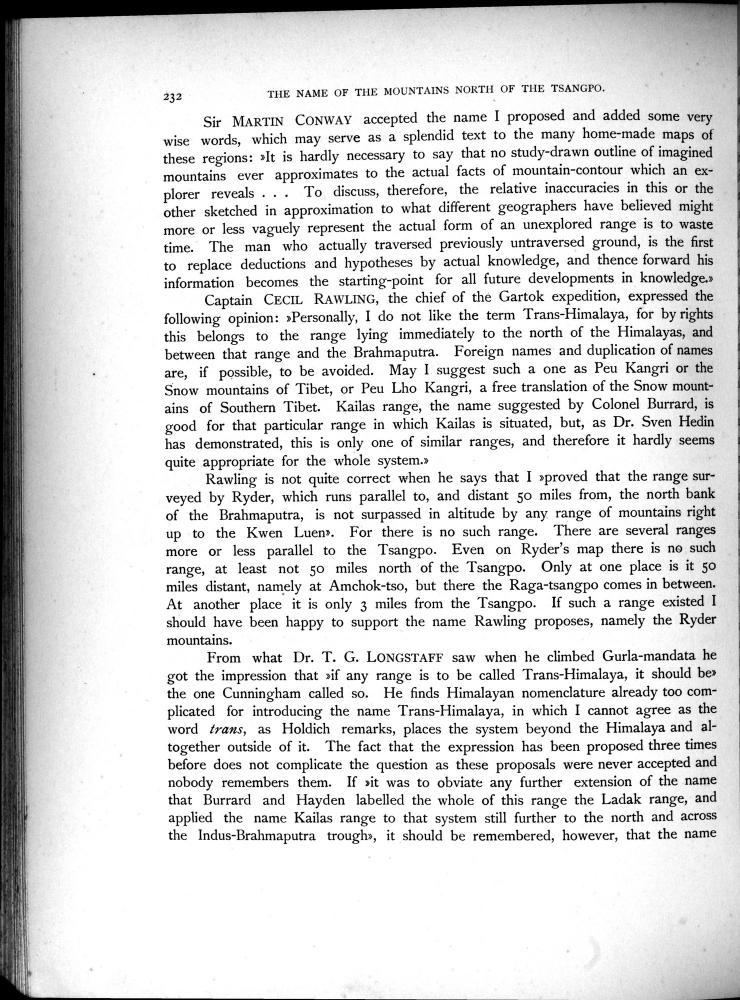 232 THE NAME OF THE MOUNTAINS NORTH OF THE TSANGPO.
Sir MARTIN CONWAY accepted the name I proposed and added some very
wise words, which may serve as a splendid text to the many home-made maps of
these regions: »It is hardly necessary to say that no study-drawn outline of imagined
mountains ever approximates to the actual facts of mountain-contour which an ex-
plorer reveals . . . To discuss, therefore, the relative inaccuracies in this or the
other sketched in approximation to what different geographers have believed might
more or less vaguely represent the actual form of an unexplored range is to waste
time. The man who actually traversed previously untraversed ground, is the first
to replace deductions and hypotheses by actual knowledge, and thence forward his
information becomes the starting-point for all future developments in knowledge.»
Captain CECIL RAWLING, the chief of the Gartok expedition, expressed the
following opinion: »Personally, I do not like the term Trans-Himalaya, for by rights
this belongs to the range lying immediately to the north of the Himalayas, and
between that range and the Brahmaputra. Foreign names and duplication of names
are, if possible, to be avoided. May I suggest such a one as Peu Kangri or the
Snow mountains of Tibet, or Peu Lho Kangri, a free translation of the Snow mount-
ains of Southern Tibet. Kailas range, the name suggested by Colonel Burrard, is
good for that particular range in which Kailas is situated, but, as Dr. Sven Hedin
has demonstrated, this is only one of similar ranges, and therefore it hardly seems
quite appropriate for the whole system.»
Rawling is not quite correct when he says that I »proved that the range sur-
veyed by Ryder, which runs parallel to, and distant 50 miles from, the north bank
of the Brahmaputra, is not surpassed in altitude by any range of mountains right
up to the Kwen Luen». For there is no such range. There are several ranges
more or less parallel to the Tsangpo. Even on Ryder's map there is no such
range, at least not 50 miles north of the Tsangpo. Only at one place is it 50
miles distant, namely at Amchok-tso, but there the Raga-tsangpo comes in between.
At another place it is only 3 miles from the Tsangpo. If such a range existed I
should have been happy to support the name Rawling proposes, namely the Ryder
mountains.
From what Dr. T. G. LONGSTAFF saw when he climbed Gurla-mandata he
got the impression that »if any range is to be called Trans-Himalaya, it should be»
the one Cunningham called so. He finds Himalayan nomenclature already too com-
plicated for introducing the name Trans-Himalaya, in which I cannot agree as the
word trans, as Holdich remarks, places the system beyond the Himalaya and al-
together outside of it. The fact that the expression has been proposed three times
before does not complicate the question as these proposals were never accepted and
nobody remembers them. If »it was to obviate any further extension of the name
that Burrard and Hayden labelled the whole of this range the Ladak range, and
applied the name Kailas range to that system still further to the north and across
the Indus-Brahmaputra trough», it should be remembered, however, that the name